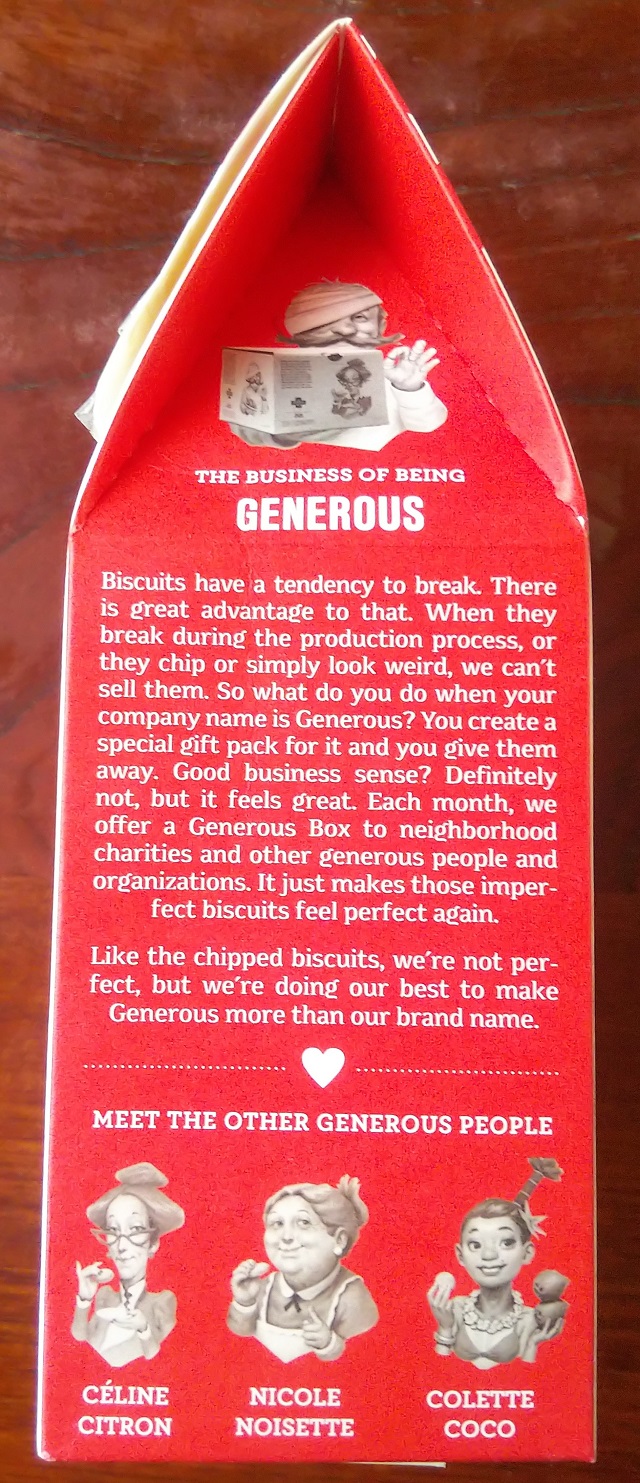 THE BUSINESS OF BEING
GENEROUS
Biscuits have a tendency to break. There
is great advantage to that. When they
break during the production process, or
they chip or simply look weird, we can't
sell them. So what do you do when your
company name is Generous? You create a
special gift pack for it and you give them
away. Good business sense? Definitely
not, but it feels great. Each month, we
offer a Generous Box to neighborhood
charities and other generous people and
organizations. It just makes those imper-
fect biscuits feel perfect again.
Like the chipped biscuits, we're not per-
fect, but we're doing our best to make
Generous more than our brand name.
MEET THE OTHER GENEROUS PEOPLE
CÉLINE
CITRON
NICOLE
NOISETTE
COLETTE
COCO